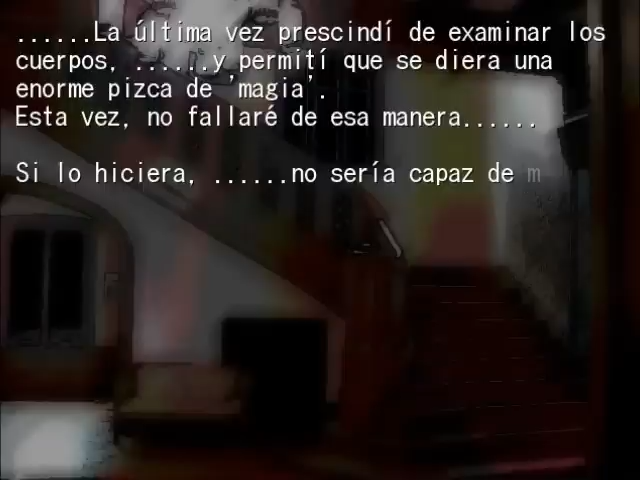 ......La última vez prescindí de examinar los
cuerpos, ......y permití que se diera una
enorme pizca de 'magia'.
Esta vez, no fallaré de esa manera......
Si lo hiciera, ......no sería capaz de m